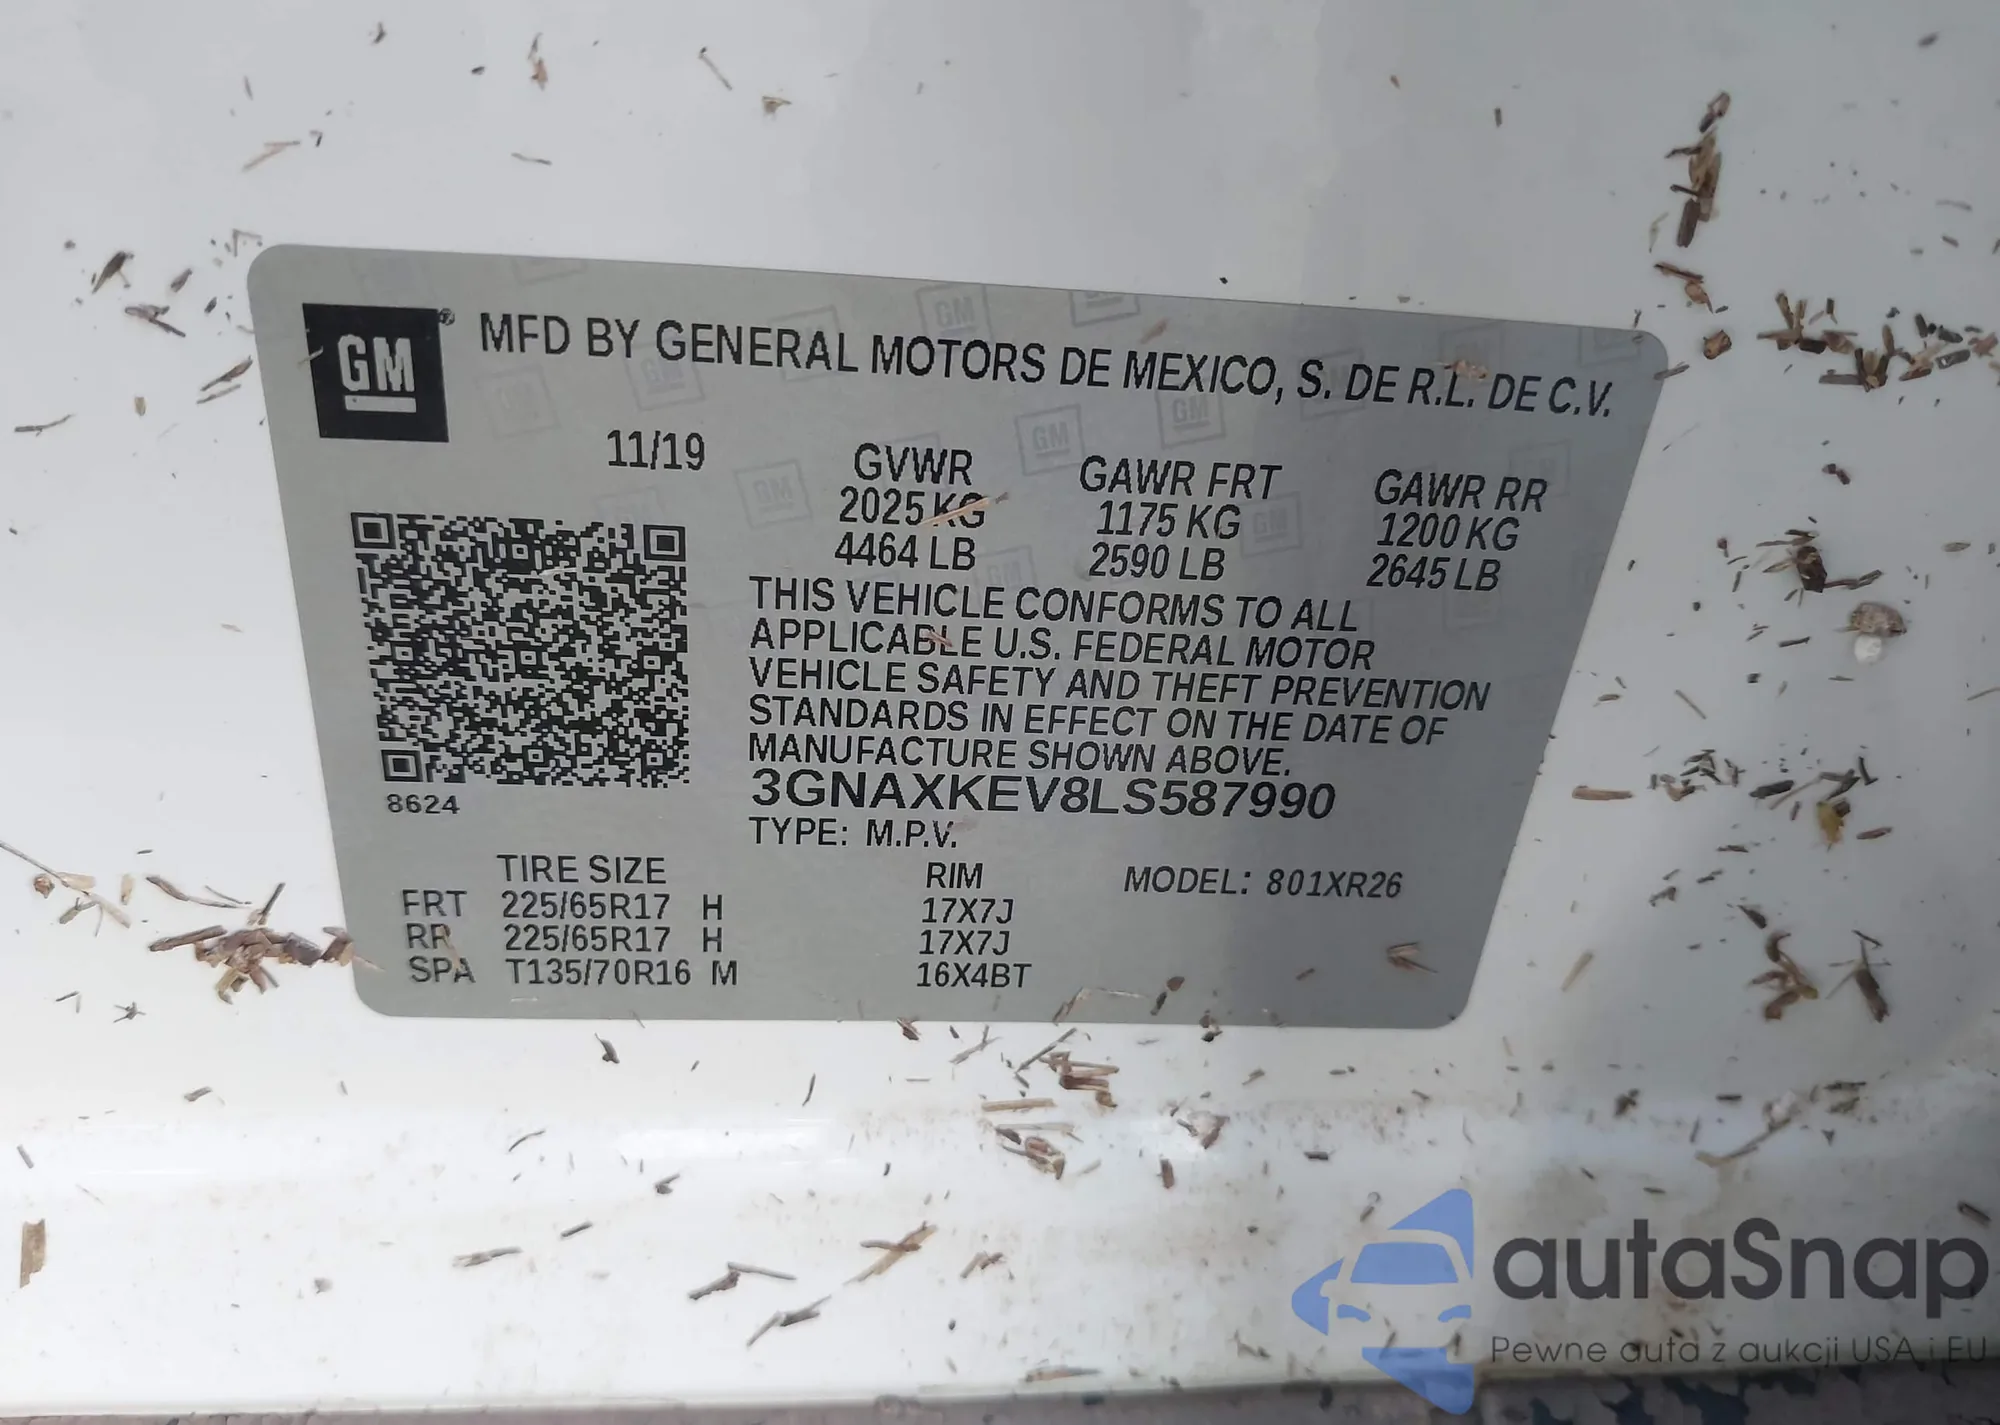 GM
MFD BY GENERAL MOTORS DE MEXICO, S. DE R.L. DE C.V.
11/19
GVWR GAWR FRT GAWR RR
2025 KG 1175 KG 1200 KG
4464 LB 2590 LB 2645 LB
THIS VEHICLE CONFORMS TO ALL
APPLICABLE U.S. FEDERAL MOTOR
VEHICLE SAFETY AND THEFT PREVENTION
STANDARDS IN EFFECT ON THE DATE OF
MANUFACTURE SHOWN ABOVE.
3GNAXKEV8LS587990
8624
TYPE: M.P.V.
TIRE SIZE RIM MODEL: 801XR26
FRT 225/65R17 H 17X7J
RR 225/65R17 H 17X7J
SPA T135/70R16 M 16X4BT
autaSnap
Pewne auta z aukcji USA i EU